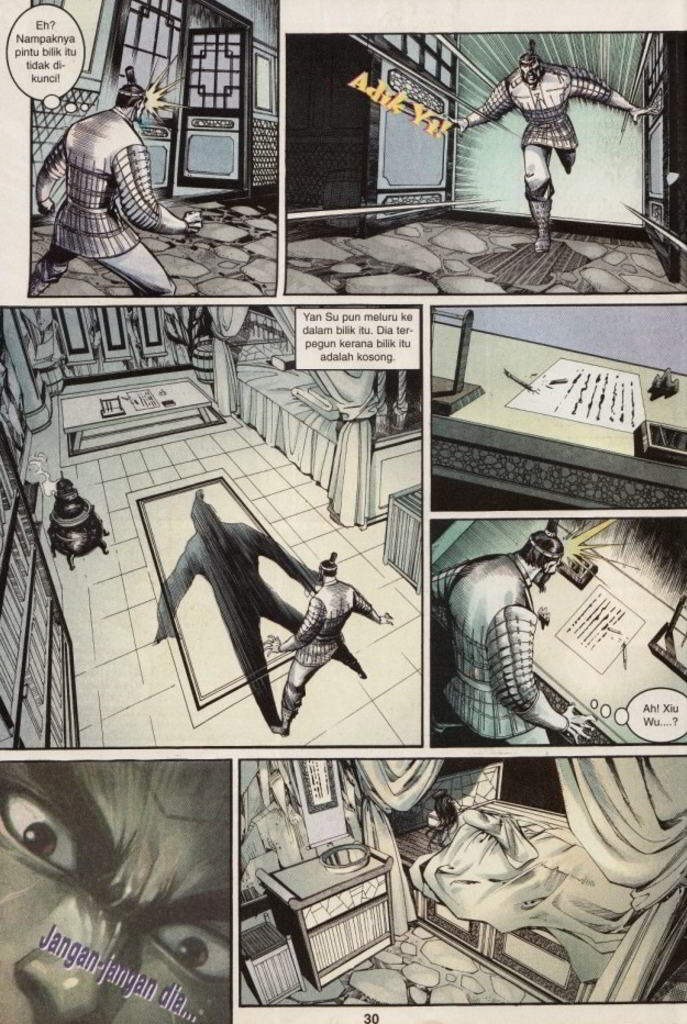 Eh?
Nampaknya
pintu bilik itu
tidak di-
kunci!
Adik Yi!
Yan Su pun meluru ke
dalam bilik itu. Dia ter-
pegun kerana bilik itu
adalah kosong.
Ah! Xiu
Wu....?
Jangan-jangan dia...
30